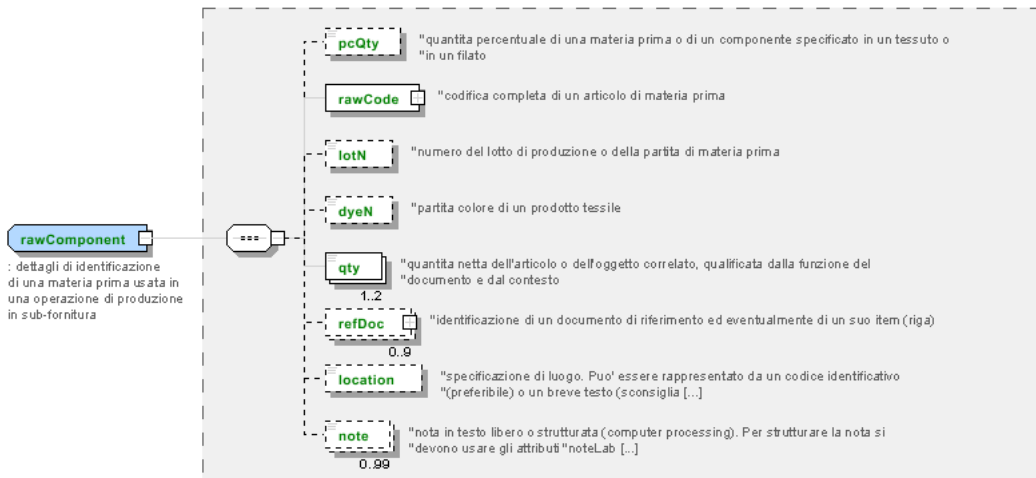 pcQty
"quantita percentuale di una materia prima o di un componente specificato in un tessuto o
"in un filato
rawCode
"codifica completa di un articolo di materia prima
lotN
"numero del lotto di produzione o della partita di materia prima
dyeN
"partita colore di un prodotto tessile
rawComponent
: dettagli di identificazione
di una materia prima usata in
una operazione di produzione
in sub-fornitura
qty
"quantita netta dell'articolo o dell'oggetto correlato, qualificata dalla funzione del
"documento e dal contesto
1..2
refDoc
"identificazione di un documento di riferimento ed eventualmente di un suo item (riga)
0..9
location
"specificazione di luogo. Puo' essere rappresentato da un codice identificativo
"(preferibile) o un breve testo (sconsiglia [...]
note
"nota in testo libero o strutturata (computer processing). Per strutturare la nota si
"devono usare gli attributi "noteLab [...]
0..99